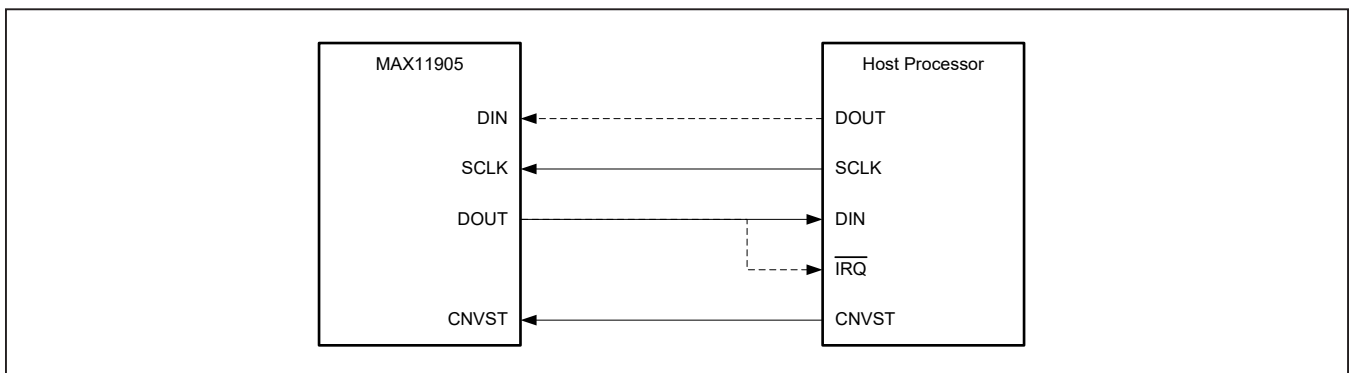 MAX11905
Host Processor
DIN
DOUT
SCLK
SCLK
DOUT
DIN
IRQ
CNVST
CNVST